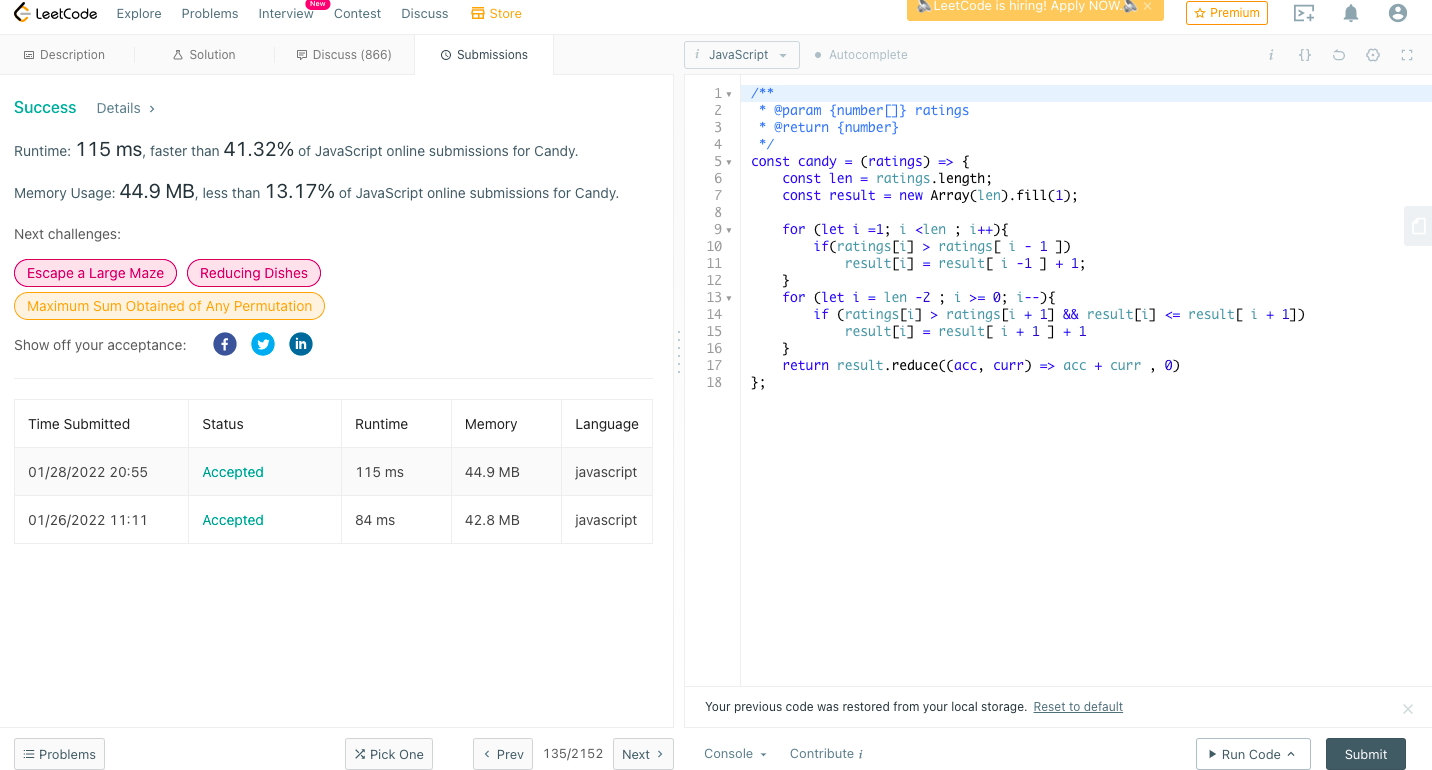 LeetCode Explore Problems Interview New Contest Discuss Store LeetCode is hiring! Apply NOW. × Premium
Description Solution Discuss (866) Submissions
Success Details >
Runtime: 115 ms, faster than 41.32% of JavaScript online submissions for Candy.
Memory Usage: 44.9 MB, less than 13.17% of JavaScript online submissions for Candy.
Next challenges:
Escape a Large Maze Reducing Dishes
Maximum Sum Obtained of Any Permutation
Show off your acceptance: f in
Time Submitted Status Runtime Memory Language
01/28/2022 20:55 Accepted 115 ms 44.9 MB javascript
01/26/2022 11:11 Accepted 84 ms 42.8 MB javascript
i JavaScript Autocomplete i {}
1 /**
2  * @param {number[]} ratings
3  * @return {number}
4  */
5 const candy = (ratings) => {
6     const len = ratings.length;
7     const result = new Array(len).fill(1);
8
9     for (let i =1; i <len ; i++){
10         if(ratings[i] > ratings[ i - 1 ])
11             result[i] = result[ i -1 ] + 1;
12     }
13     for (let i = len -2 ; i >= 0; i--){
14         if (ratings[i] > ratings[i + 1] && result[i] <= result[ i + 1])
15             result[i] = result[ i + 1 ] + 1
16     }
17     return result.reduce((acc, curr) => acc + curr , 0)
18 };
Your previous code was restored from your local storage. Reset to default ×
Problems Pick One < Prev 135/2152 Next > Console Contribute i Run Code Submit